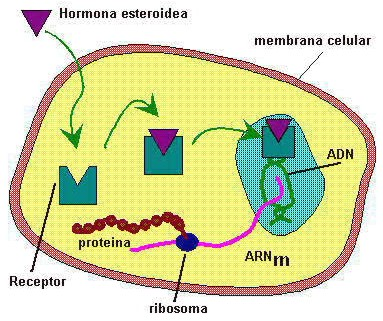 Hormona esteroidea
membrana celular
ADN
proteina
ARNm
Receptor
ribosoma